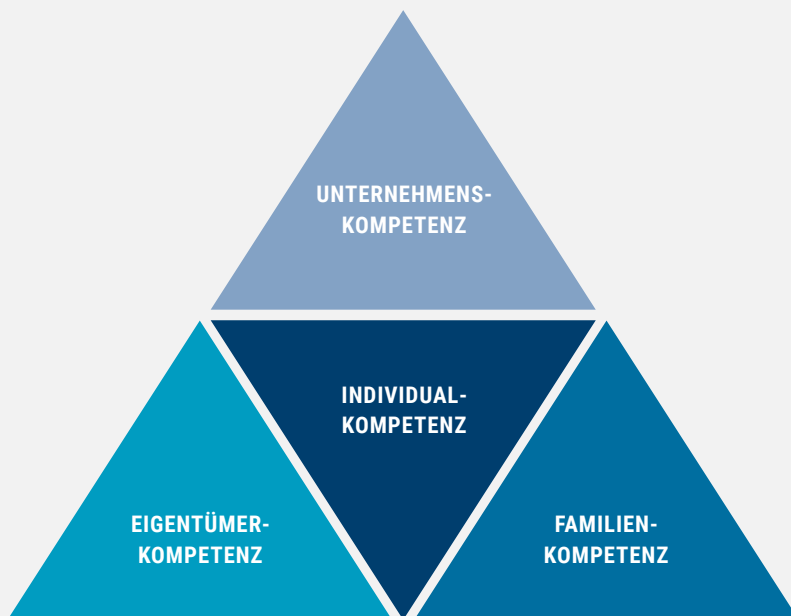 UNTERNEHMENS-
KOMPETENZ
INDIVIDUAL-
KOMPETENZ
EIGENTÜMER-
KOMPETENZ
FAMILIEN-
KOMPETENZ